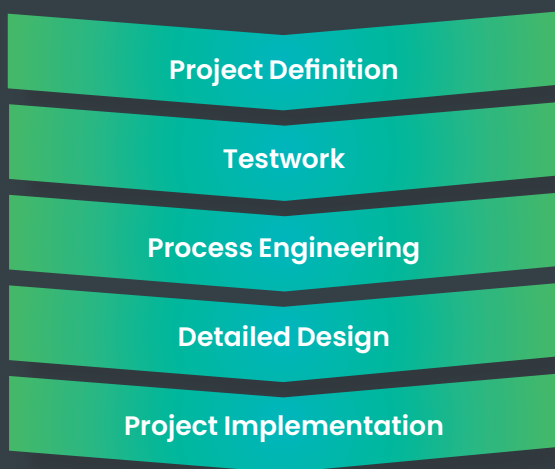 Project Definition
Testwork
Process Engineering
Detailed Design
Project Implementation